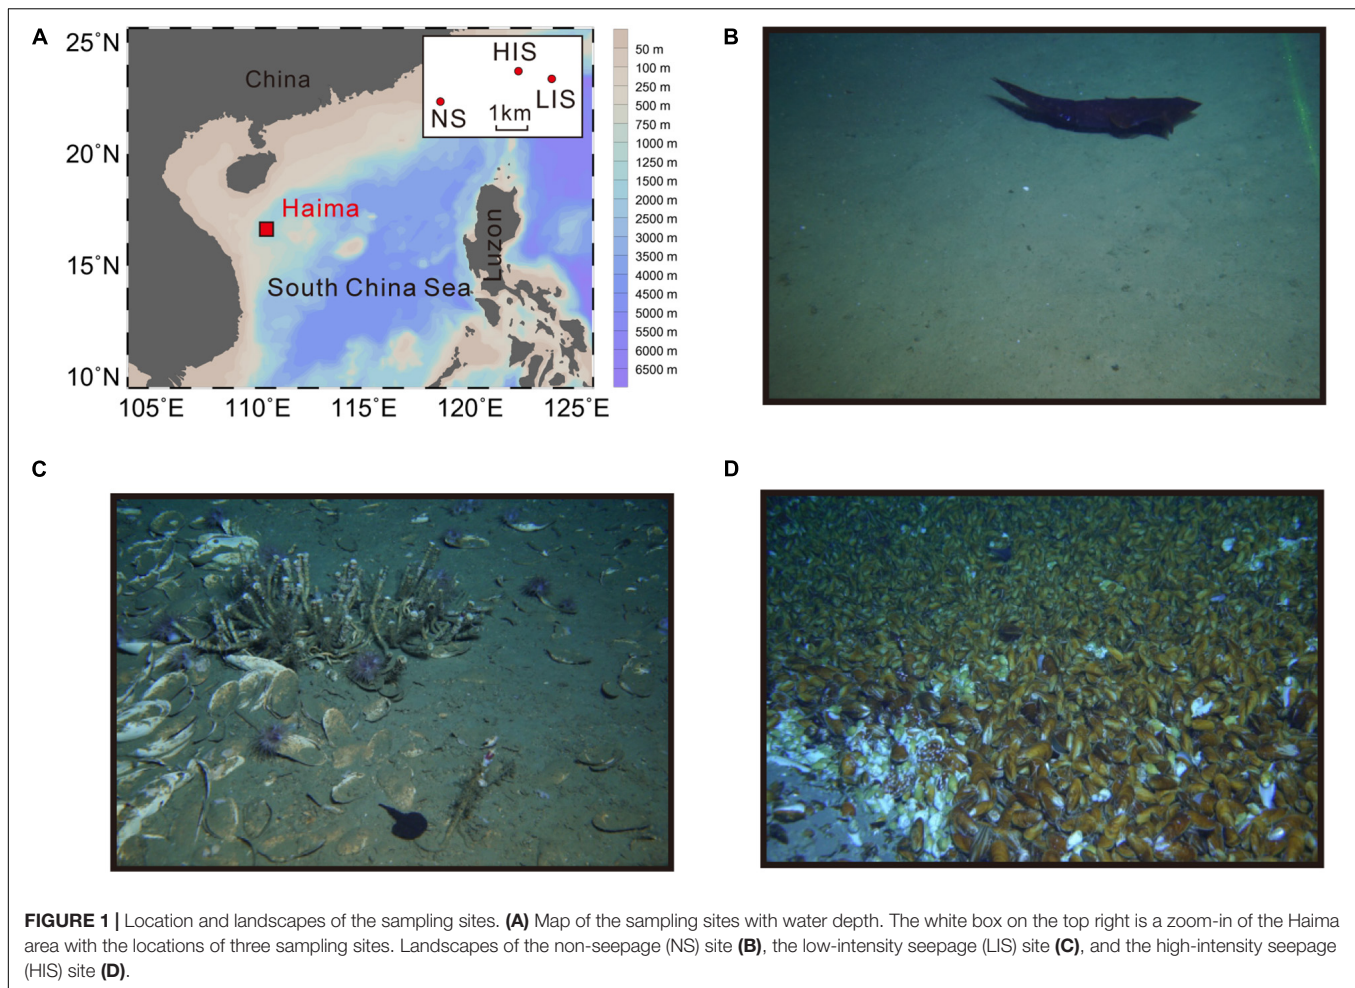 A
25°N
20°N
15°N
10°N
105°E 110°E 115°E 120°E 125°E
China
Haima
South China Sea
Luzon
HIS
LIS
NS
1km
50 m
100 m
250 m
500 m
750 m
1000 m
1250 m
1500 m
2000 m
2500 m
3000 m
3500 m
4000 m
4500 m
5000 m
5500 m
6000 m
6500 m
B
C
D
FIGURE 1 | Location and landscapes of the sampling sites. (A) Map of the sampling sites with water depth. The white box on the top right is a zoom-in of the Haima
area with the locations of three sampling sites. Landscapes of the non-seepage (NS) site (B), the low-intensity seepage (LIS) site (C), and the high-intensity seepage
(HIS) site (D).